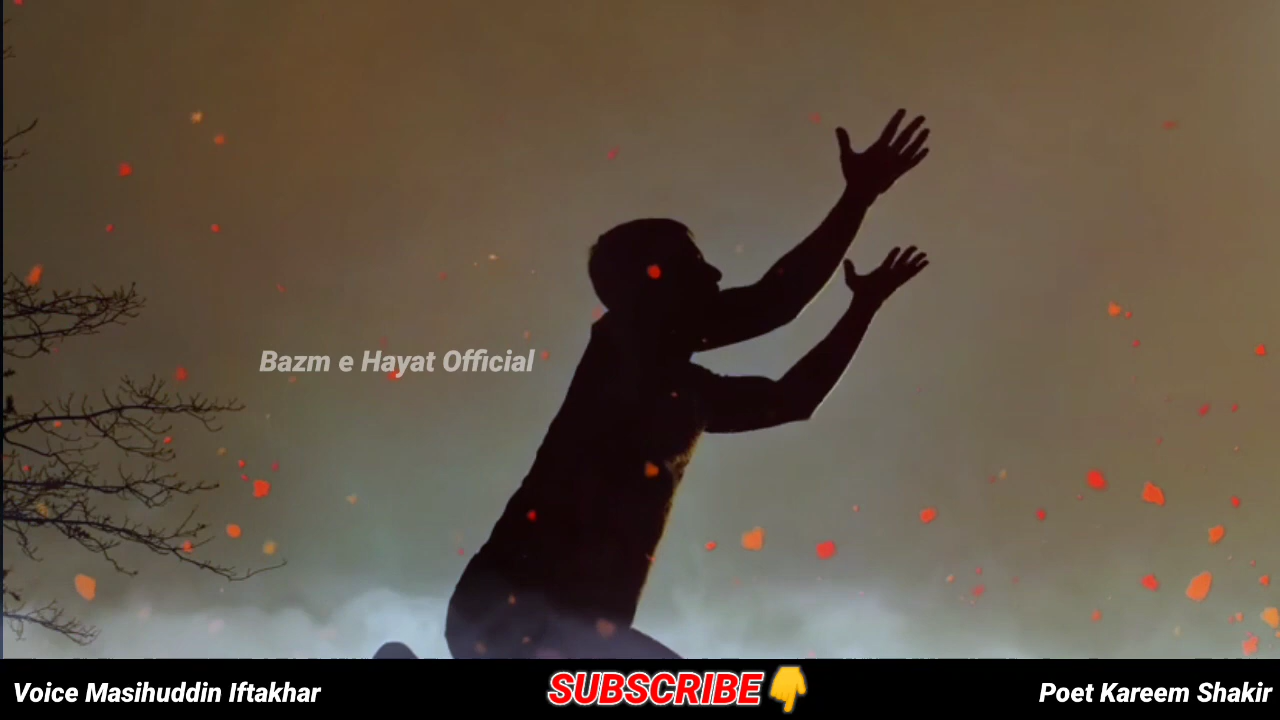 Bazm e Hayat Official
Voice Masihuddin Iftakhar
SUBSCRIBE👇
Poet Kareem Shakir